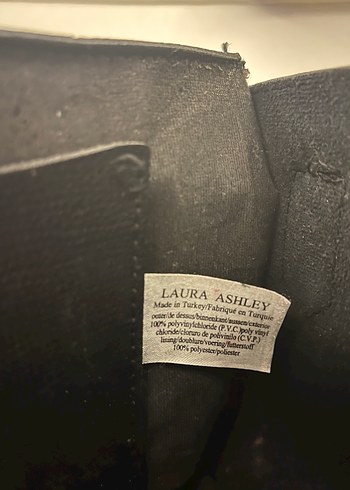 LAURA ASHLEY
Made in Turkey/Fabriqué en Turquie
outer/de dessus/binnenkant/aussen/exterior
100% polyvinylchloride (P.V.C.)poly vinyl
chloride/cloruro de polivinilo (C.V.P.)
lining/doublure/voering/futterstoff
100% polyester/poliester